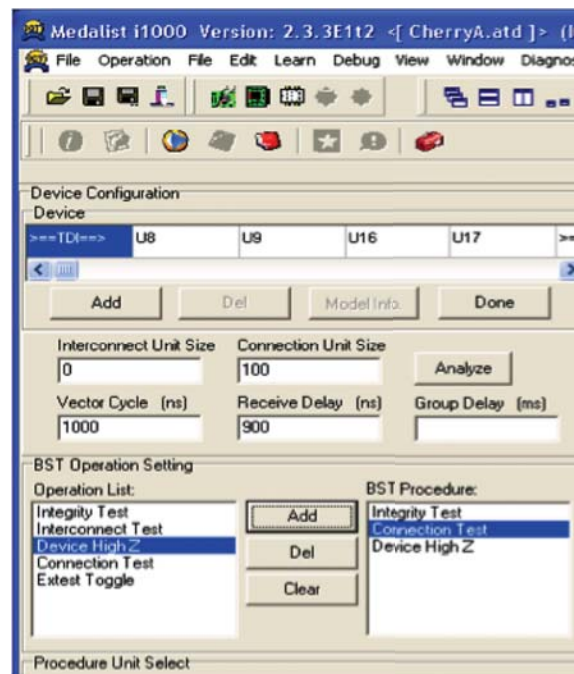 Medalist i1000 Version: 2.3.3E1t2 <[ CherryA.atd ]> (I
File Operation File Edit Learn Debug View Window Diagnos
Device Configuration
Device
>==TDI==> U8 U9 U16 U17 >=
Add Del Model Info. Done
Interconnect Unit Size Connection Unit Size
0 100 Analyze
Vector Cycle (ns) Receive Delay (ns) Group Delay (ms)
1000 900
BST Operation Setting
Operation List: BST Procedure:
Integrity Test Add Integrity Test
Interconnect Test Connection Test
Device High Z Del Device High Z
Connection Test
Extest Toggle Clear
Procedure Unit Select